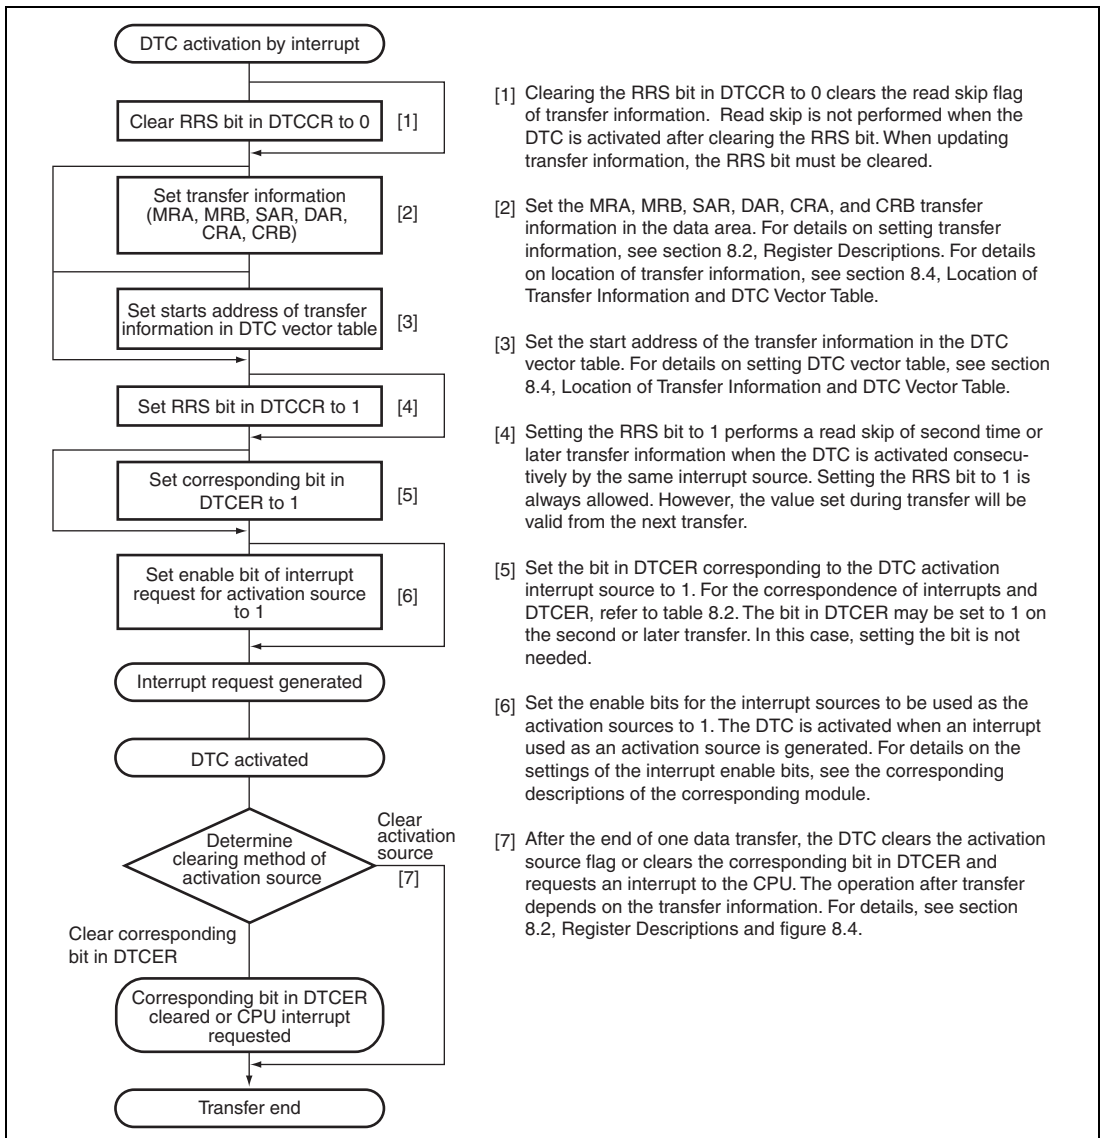 DTC activation by interrupt
Clear RRS bit in DTCCR to 0
[1]
Set transfer information
(MRA, MRB, SAR, DAR,
CRA, CRB)
[2]
Set starts address of transfer
information in DTC vector table
[3]
Set RRS bit in DTCCR to 1
[4]
Set corresponding bit in
DTCER to 1
[5]
Set enable bit of interrupt
request for activation source
to 1
[6]
Interrupt request generated
DTC activated
Determine
clearing method of
activation source
Clear
activation
source
[7]
Clear corresponding
bit in DTCER
Corresponding bit in DTCER
cleared or CPU interrupt
requested
Transfer end
[1] Clearing the RRS bit in DTCCR to 0 clears the read skip flag
of transfer information. Read skip is not performed when the
DTC is activated after clearing the RRS bit. When updating
transfer information, the RRS bit must be cleared.
[2] Set the MRA, MRB, SAR, DAR, CRA, and CRB transfer
information in the data area. For details on setting transfer
information, see section 8.2, Register Descriptions. For details
on location of transfer information, see section 8.4, Location of
Transfer Information and DTC Vector Table.
[3] Set the start address of the transfer information in the DTC
vector table. For details on setting DTC vector table, see section
8.4, Location of Transfer Information and DTC Vector Table.
[4] Setting the RRS bit to 1 performs a read skip of second time or
later transfer information when the DTC is activated consecu-
tively by the same interrupt source. Setting the RRS bit to 1 is
always allowed. However, the value set during transfer will be
valid from the next transfer.
[5] Set the bit in DTCER corresponding to the DTC activation
interrupt source to 1. For the correspondence of interrupts and
DTCER, refer to table 8.2. The bit in DTCER may be set to 1 on
the second or later transfer. In this case, setting the bit is not
needed.
[6] Set the enable bits for the interrupt sources to be used as the
activation sources to 1. The DTC is activated when an interrupt
used as an activation source is generated. For details on the
settings of the interrupt enable bits, see the corresponding
descriptions of the corresponding module.
[7] After the end of one data transfer, the DTC clears the activation
source flag or clears the corresponding bit in DTCER and
requests an interrupt to the CPU. The operation after transfer
depends on the transfer information. For details, see section
8.2, Register Descriptions and figure 8.4.